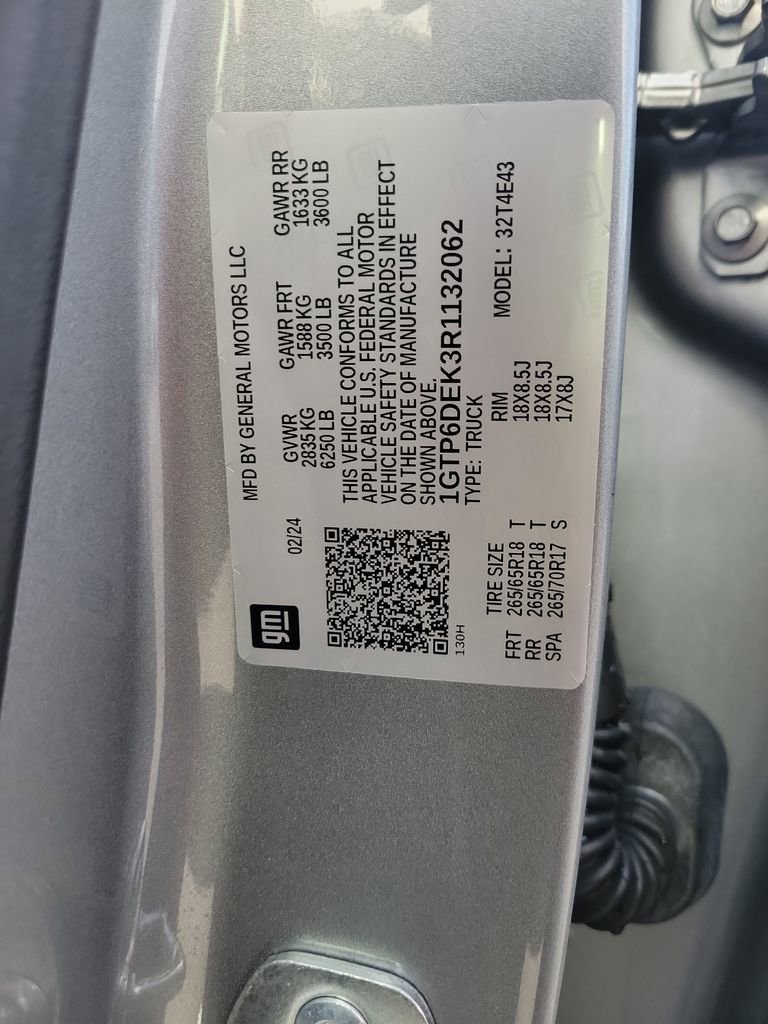 gm
MFD BY GENERAL MOTORS LLC
02/24
GVWR GAWR FRT GAWR RR
2835 KG 1588 KG 1633 KG
6250 LB 3500 LB 3600 LB
THIS VEHICLE CONFORMS TO ALL
APPLICABLE U.S. FEDERAL MOTOR
VEHICLE SAFETY STANDARDS IN EFFECT
ON THE DATE OF MANUFACTURE
SHOWN ABOVE.
1GTP6DEK3R1132062
TYPE: TRUCK
130H
MODEL: 32T4E43
TIRE SIZE RIM
FRT 265/65R18 T 18X8.5J
RR 265/65R18 T 18X8.5J
SPA 265/70R17 S 17X8J